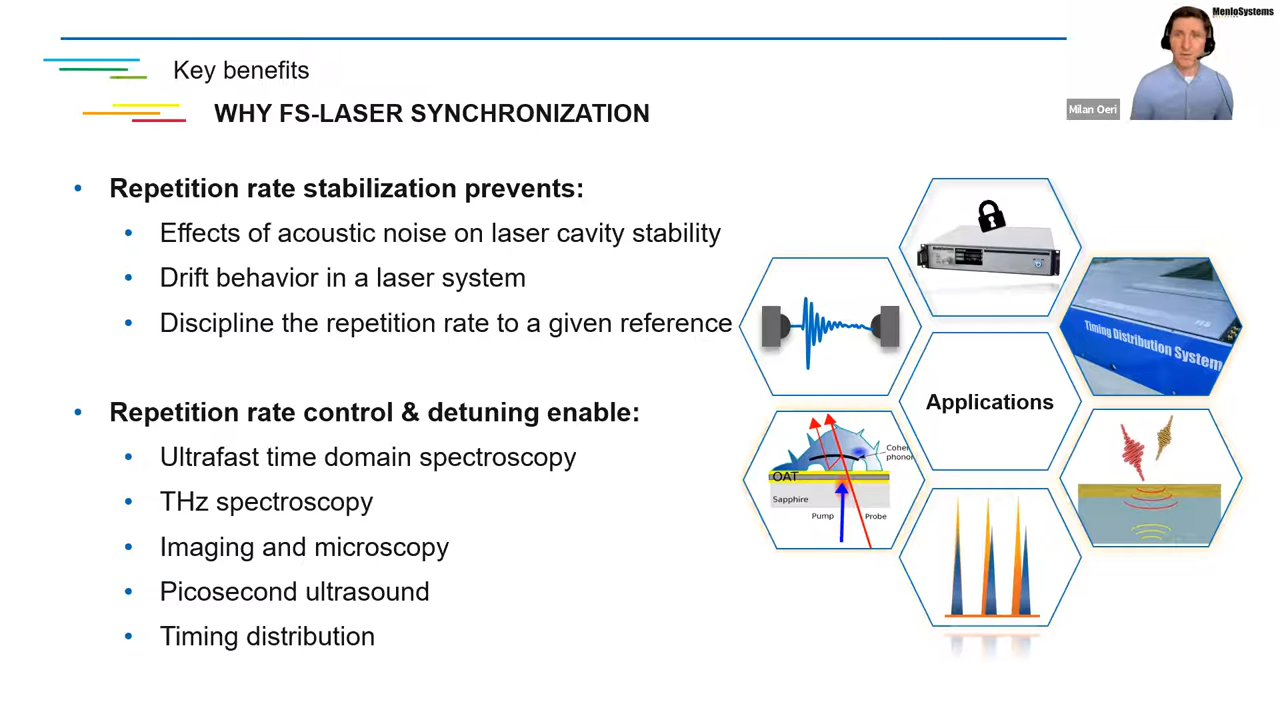 MenloSystems
Milan Oeri
Key benefits
WHY FS-LASER SYNCHRONIZATION
• Repetition rate stabilization prevents:
• Effects of acoustic noise on laser cavity stability
• Drift behavior in a laser system
• Discipline the repetition rate to a given reference
• Repetition rate control & detuning enable:
• Ultrafast time domain spectroscopy
• THz spectroscopy
• Imaging and microscopy
• Picosecond ultrasound
• Timing distribution
Timing Distribution System
Applications
Coher
phonor
OAT
Sapphire
Pump
Probe